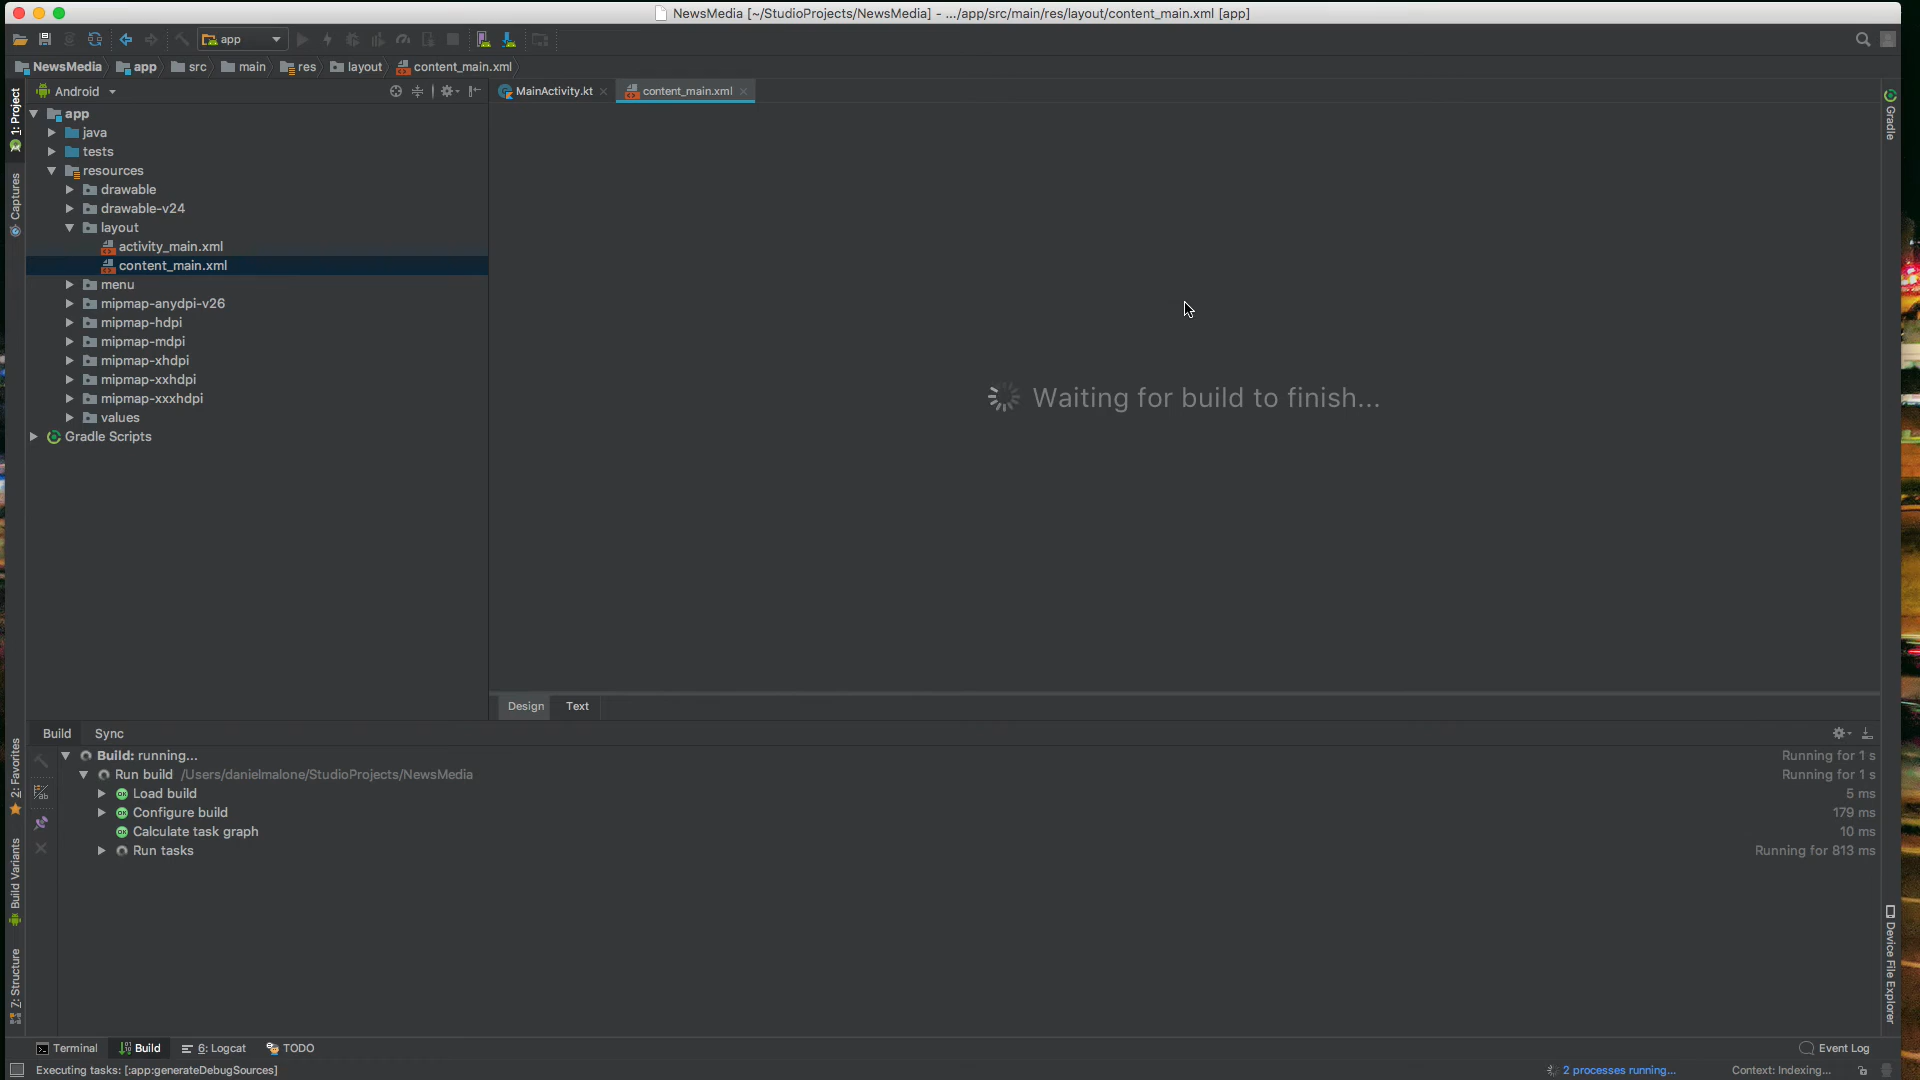 NewsMedia [~/StudioProjects/NewsMedia] - .../app/src/main/res/layout/content_main.xml [app]
app
NewsMedia app src main res layout content_main.xml
1: Project
Captures
2: Favorites
Build Variants
Z: Structure
Android
app
java
tests
resources
drawable
drawable-v24
layout
activity_main.xml
content_main.xml
menu
mipmap-anydpi-v26
mipmap-hdpi
mipmap-mdpi
mipmap-xhdpi
mipmap-xxhdpi
mipmap-xxxhdpi
values
Gradle Scripts
MainActivity.kt content_main.xml
Waiting for build to finish...
Design Text
Gradle
Device File Explorer
Build Sync
Build: running... Running for 1 s
Run build /Users/danielmalone/StudioProjects/NewsMedia Running for 1 s
Load build 5 ms
Configure build 179 ms
Calculate task graph 10 ms
Run tasks Running for 813 ms
Terminal Build 6: Logcat TODO Event Log
Executing tasks: [:app:generateDebugSources] 2 processes running... Context: Indexing...